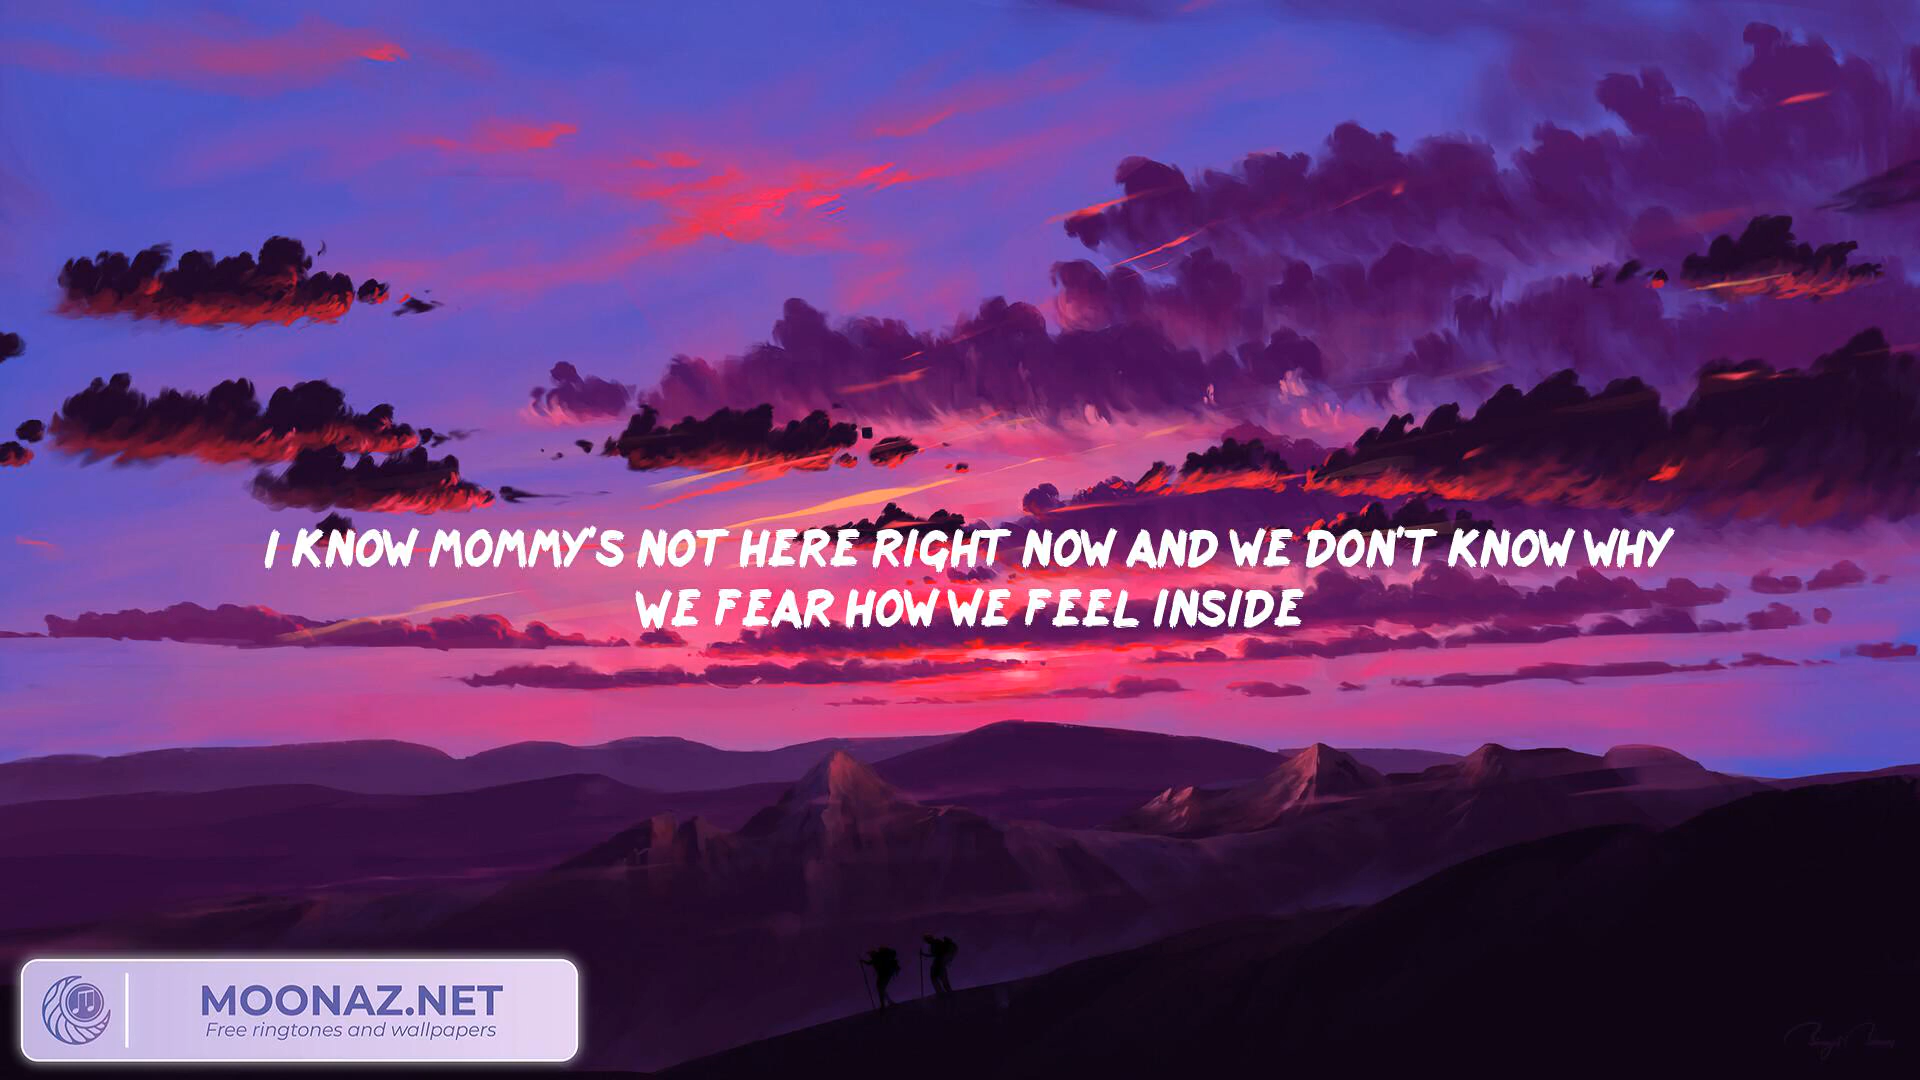 I KNOW MOMMY'S NOT HERE RIGHT NOW AND WE DON'T KNOW WHY
WE FEAR HOW WE FEEL INSIDE
MOONAZ.NET
Free ringtones and wallpapers